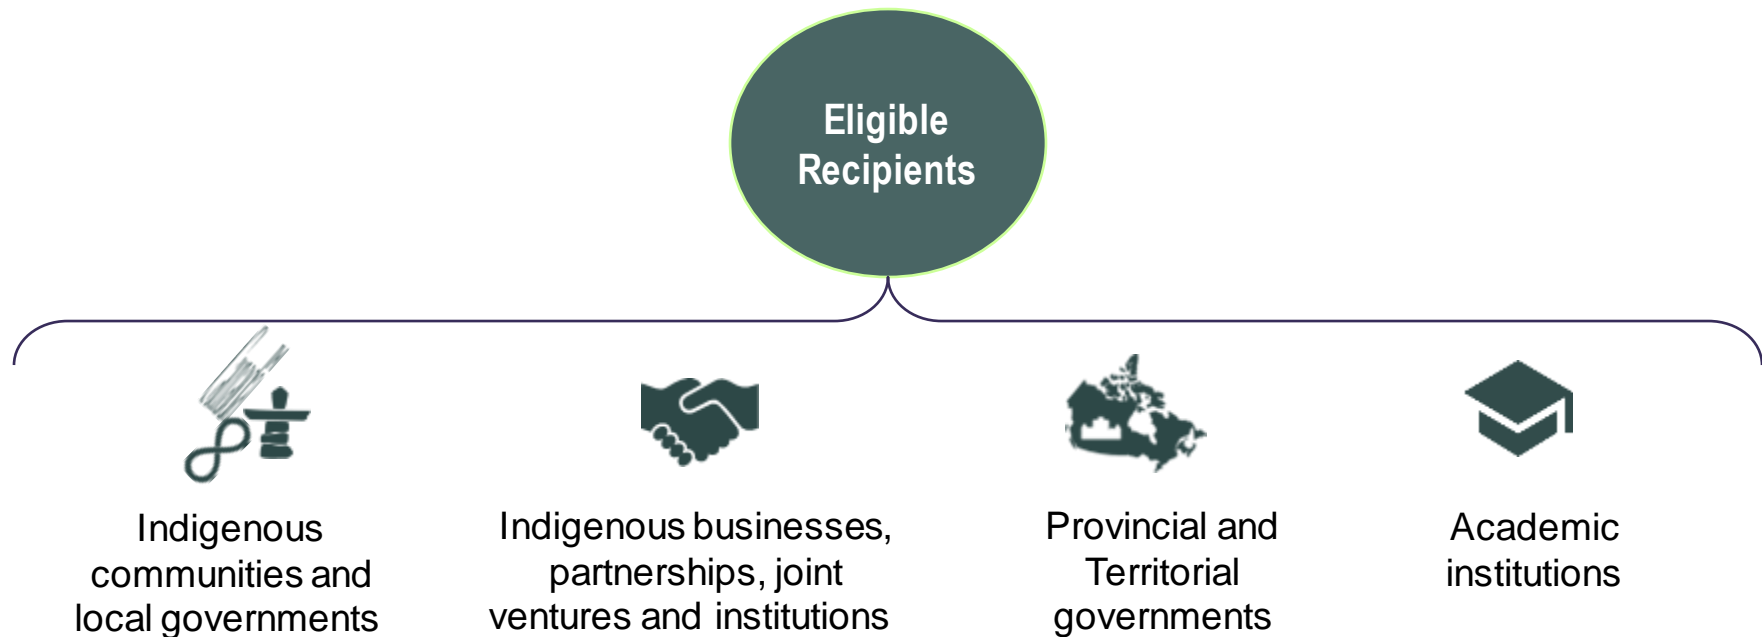 Eligible
Recipients
Indigenous
communities and
local governments
Indigenous businesses,
partnerships, joint
ventures and institutions
Provincial and
Territorial
governments
Academic
institutions